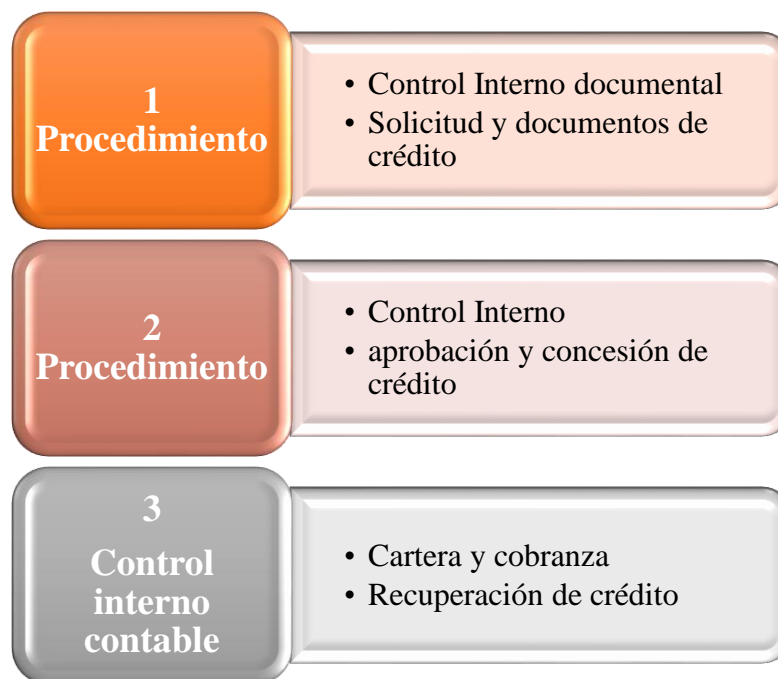 1
Procedimiento
• Control Interno documental
• Solicitud y documentos de
crédito
2
Procedimiento
• Control Interno
• aprobación y concesión de
crédito
3
Control
interno
contable
• Cartera y cobranza
• Recuperación de crédito